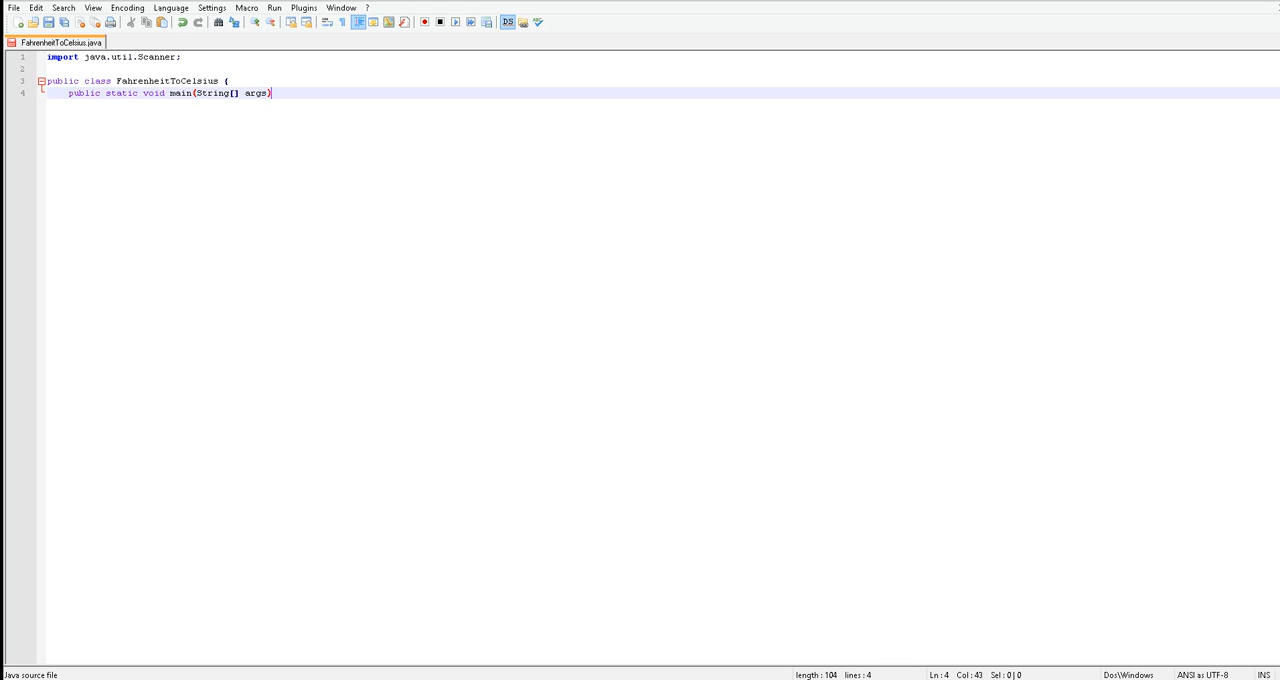 File Edit Search View Encoding Language Settings Macro Run Plugins Window ?
DS
FahrenheitToCelsius.java
1 import java.util.Scanner;
2
3 public class FahrenheitToCelsius {
4 public static void main(String[] args)
Java source file length : 104 lines : 4 Ln : 4 Col : 43 Sel : 0 | 0 Dos\Windows ANSI as UTF-8 INS